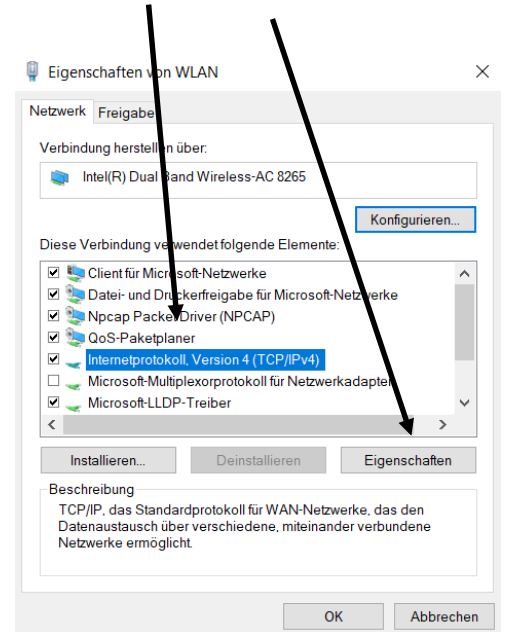 Eigenschaften von WLAN
Netzwerk Freigabe
Verbindung herstellen über:
Intel(R) Dual Band Wireless-AC 8265
Konfigurieren...
Diese Verbindung verwendet folgende Elemente:
Client für Microsoft-Netzwerke
Datei- und Druckerfreigabe für Microsoft-Netzwerke
Npcap Packet Driver (NPCAP)
QoS-Paketplaner
Internetprotokoll, Version 4 (TCP/IPv4)
Microsoft-Multiplexorprotokoll für Netzwerkadapter
Microsoft-LLDP-Treiber
Installieren... Deinstallieren Eigenschaften
Beschreibung
TCP/IP, das Standardprotokoll für WAN-Netzwerke, das den
Datenaustausch über verschiedene, miteinander verbundene
Netzwerke ermöglicht.
OK Abbrechen